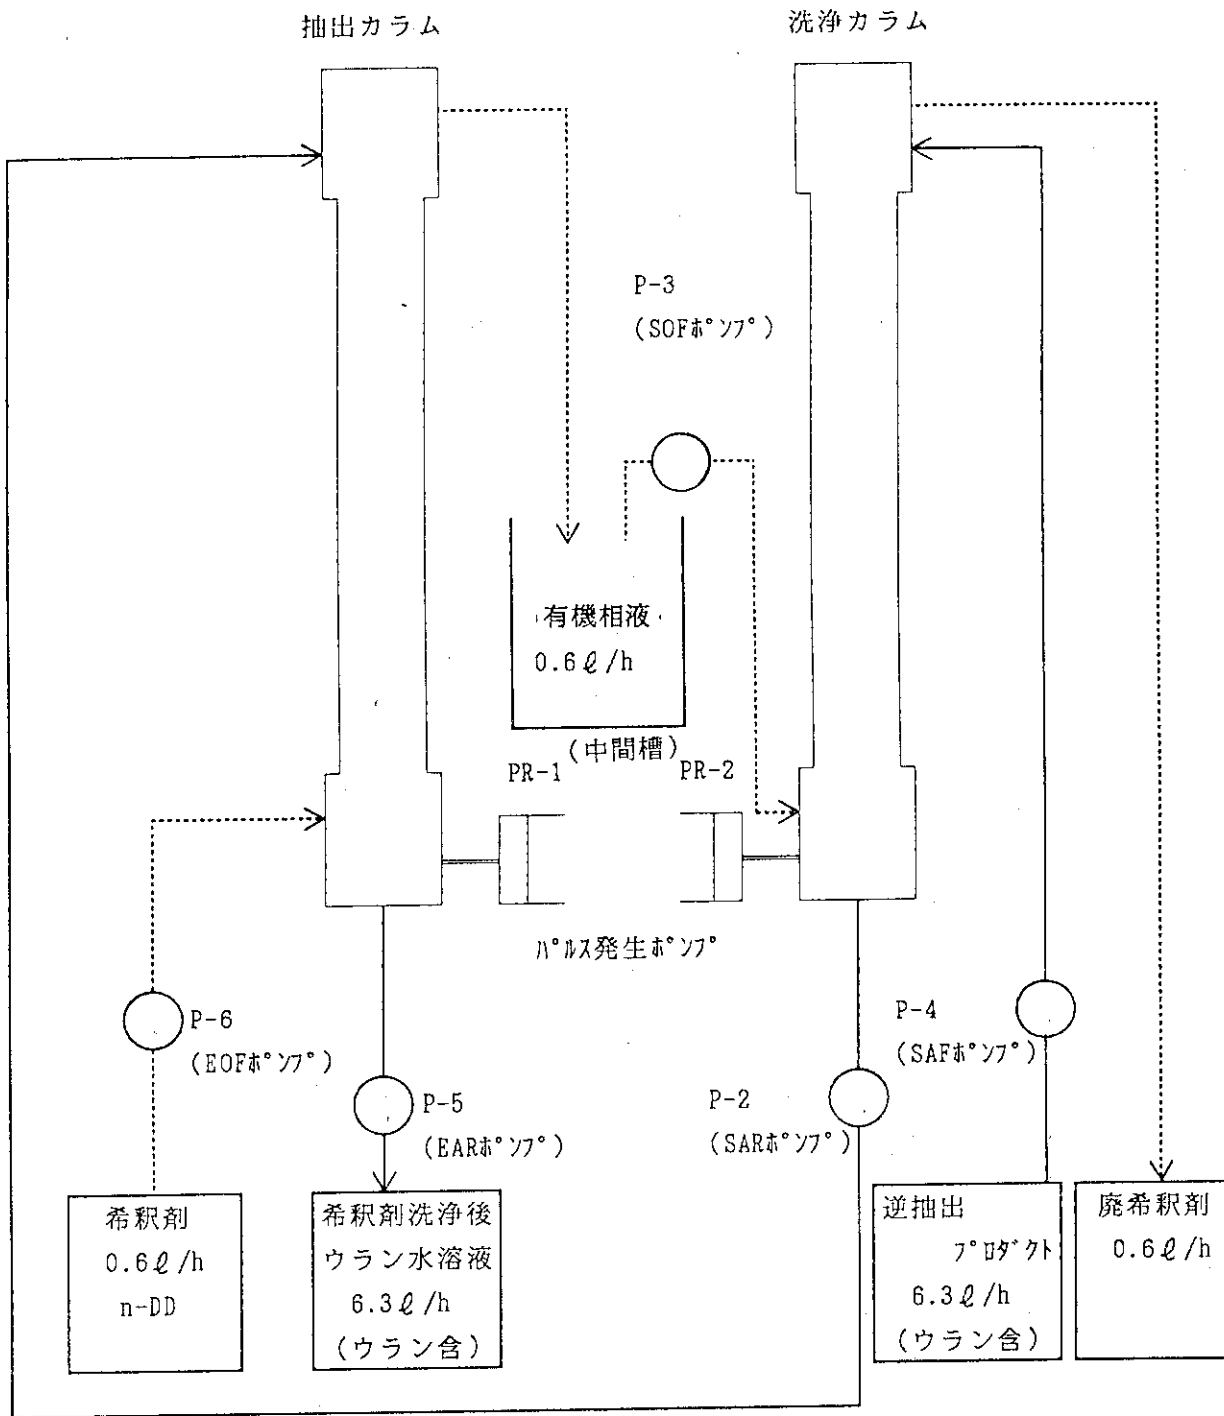 抽出カラム
洗浄カラム
P-3
(SOFﾎﾟﾝﾌﾟ)
有機相液
0.6ℓ/h
(中間槽)
PR-1
PR-2
ﾊﾟﾙｽ発生ﾎﾟﾝﾌﾟ
P-6
(EOFﾎﾟﾝﾌﾟ)
P-5
(EARﾎﾟﾝﾌﾟ)
P-4
(SAFﾎﾟﾝﾌﾟ)
P-2
(SARﾎﾟﾝﾌﾟ)
希釈剤
0.6ℓ/h
n-DD
希釈剤洗浄後
ウラン水溶液
6.3ℓ/h
(ウラン含)
逆抽出
ﾌﾟﾛﾀﾞｸﾄ
6.3ℓ/h
(ウラン含)
廃希釈剤
0.6ℓ/h